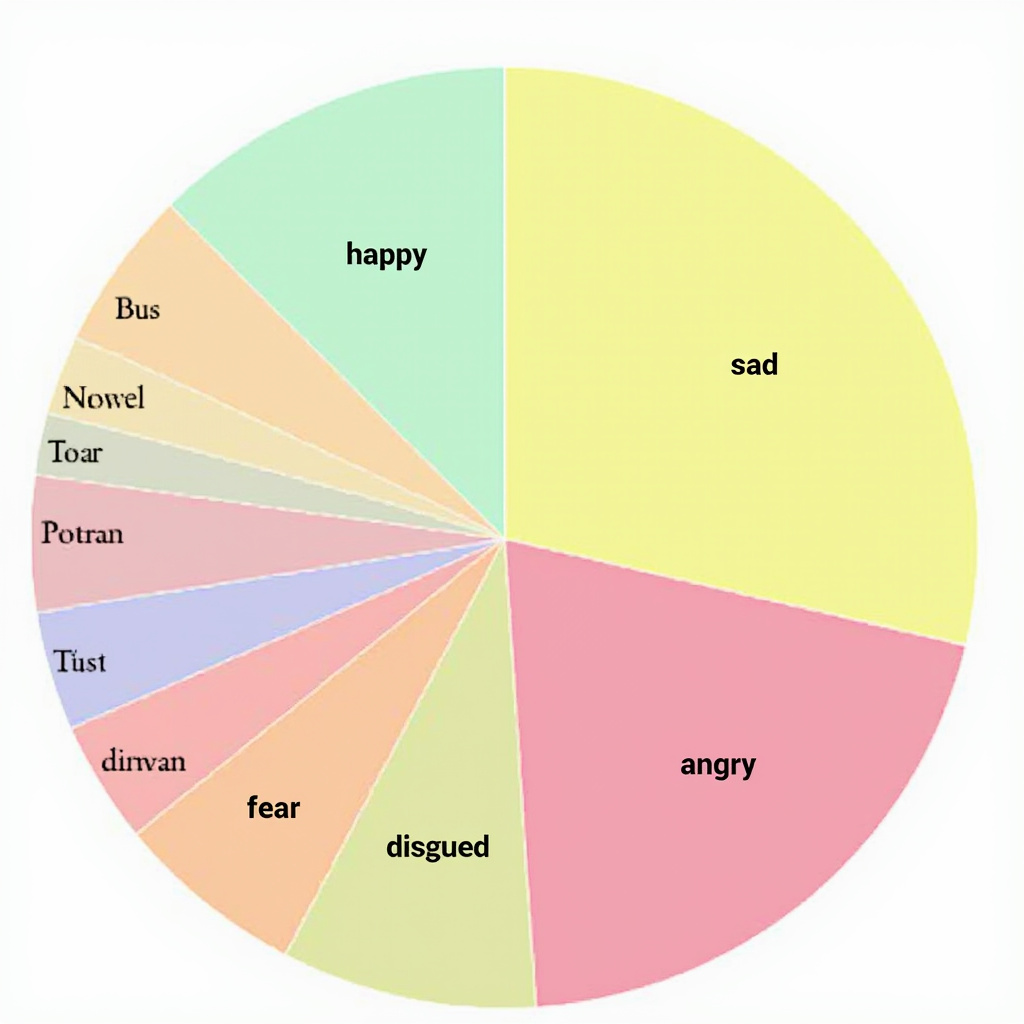 happy
Bus
sad
Nowel
Toar
Potran
Tust
angry
dinvan
fear
disgued